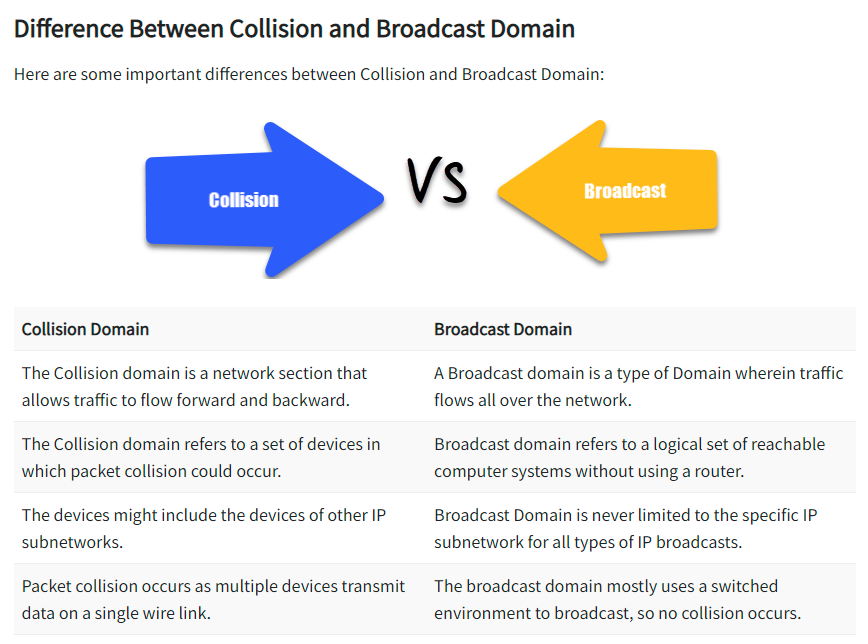 Difference Between Collision and Broadcast Domain
Here are some important differences between Collision and Broadcast Domain:
Collision
VS
Broadcast
Collision Domain
Broadcast Domain
The Collision domain is a network section that
allows traffic to flow forward and backward.
A Broadcast domain is a type of Domain wherein traffic
flows all over the network.
The Collision domain refers to a set of devices in
which packet collision could occur.
Broadcast domain refers to a logical set of reachable
computer systems without using a router.
The devices might include the devices of other IP
subnetworks.
Broadcast Domain is never limited to the specific IP
subnetwork for all types of IP broadcasts.
Packet collision occurs as multiple devices transmit
data on a single wire link.
The broadcast domain mostly uses a switched
environment to broadcast, so no collision occurs.